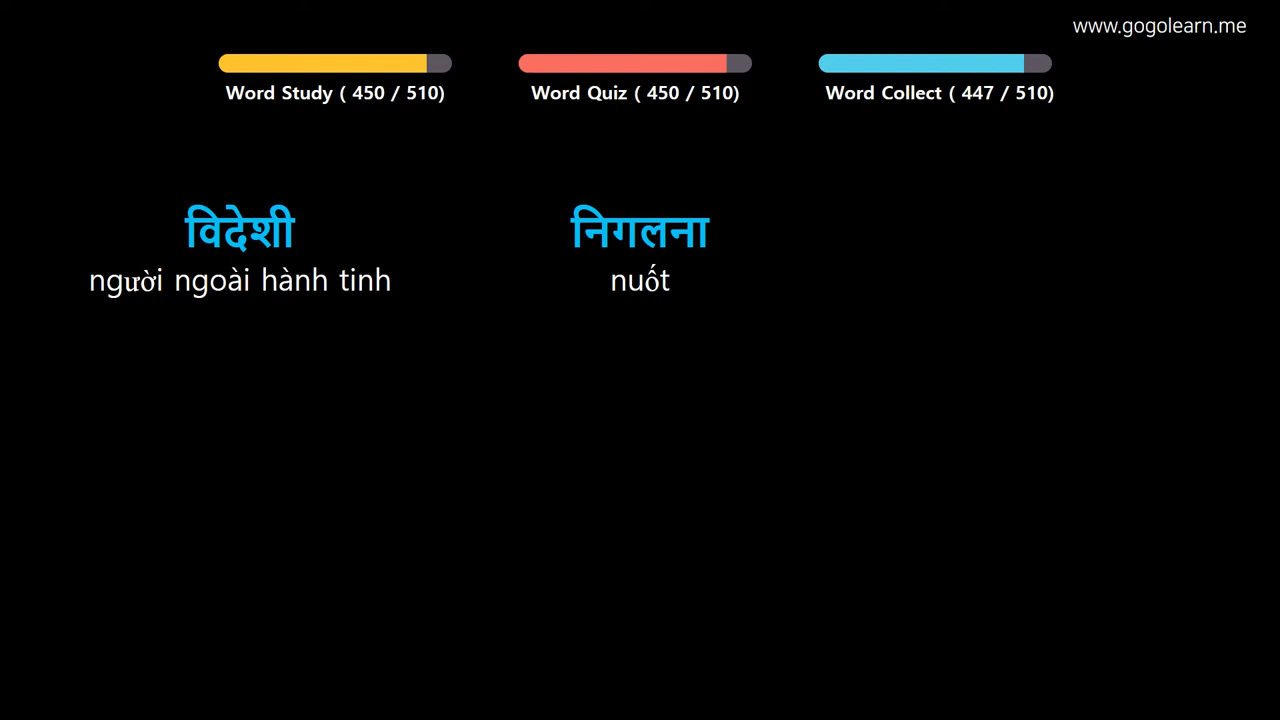 www.gogolearn.me
Word Study ( 450 / 510)
Word Quiz ( 450 / 510)
Word Collect ( 447 / 510)
विदेशी
người ngoài hành tinh
निगलना
nuốt